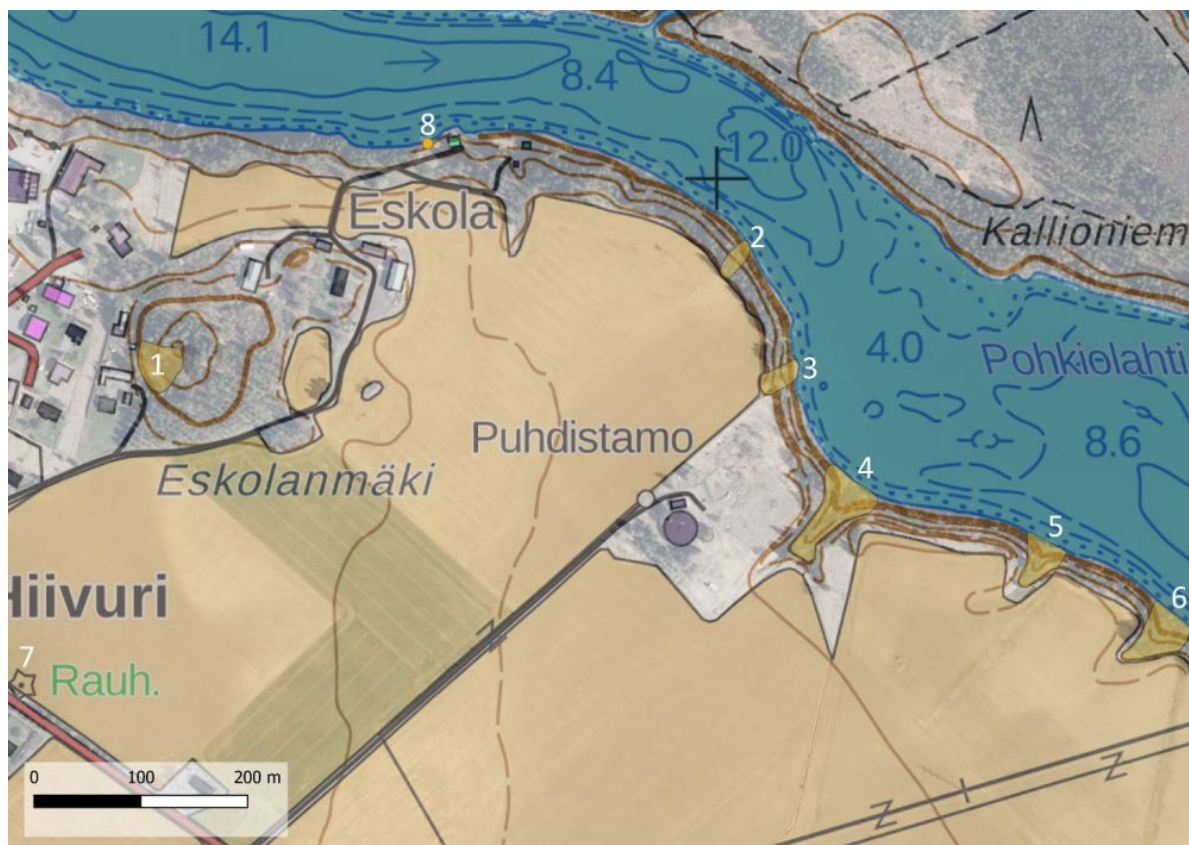 14.1
8.4
8
12.0
Eskola
2
Kallioniem
1
3
4.0
Pohkiolahti
Puhdistamo
8.6
4
Eskolanmäki
5
Hiivuri
6
7
Rauh.
Z
Z
Z
0 100 200 m